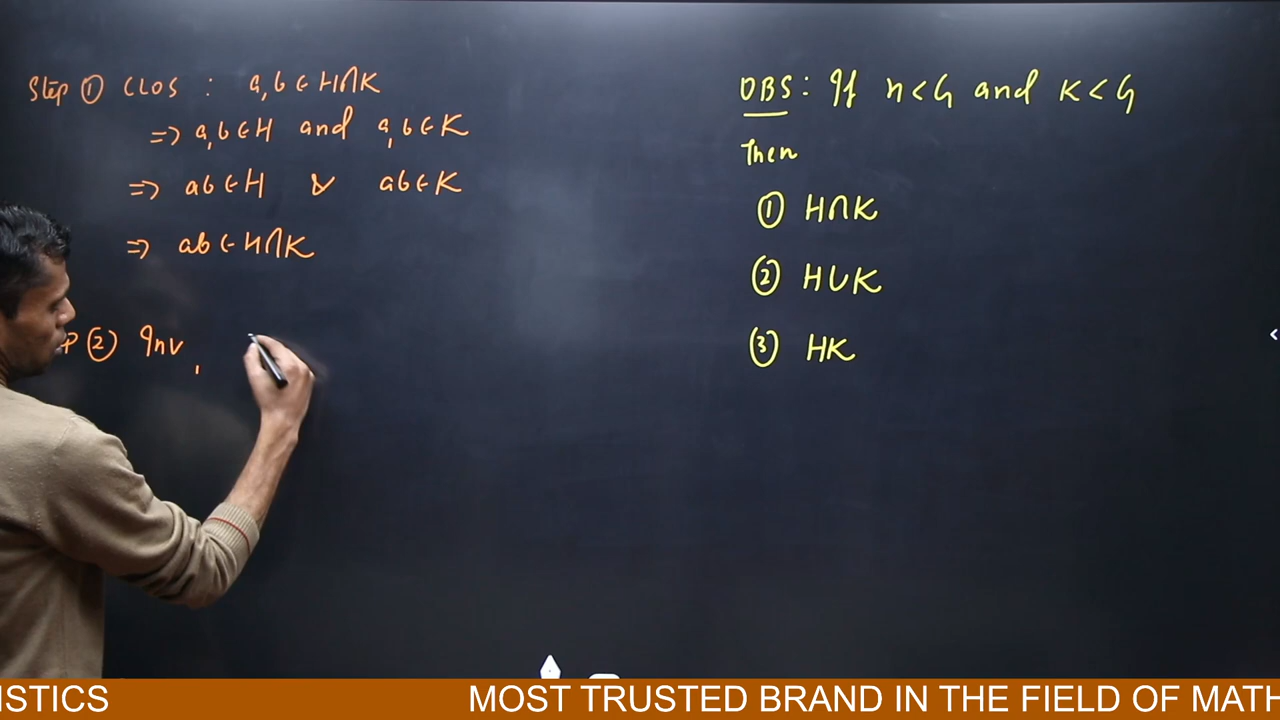 Step ① CLOS : a,b ∈ H∩K
=> a,b ∈ H and a,b ∈ K
=> ab ∈ H & ab ∈ K
=> ab ∈ H∩K
P ② Inv
OBS: If H<G and K<G
Then
① H∩K
② H∪K
③ HK
ISTICS MOST TRUSTED BRAND IN THE FIELD OF MATH